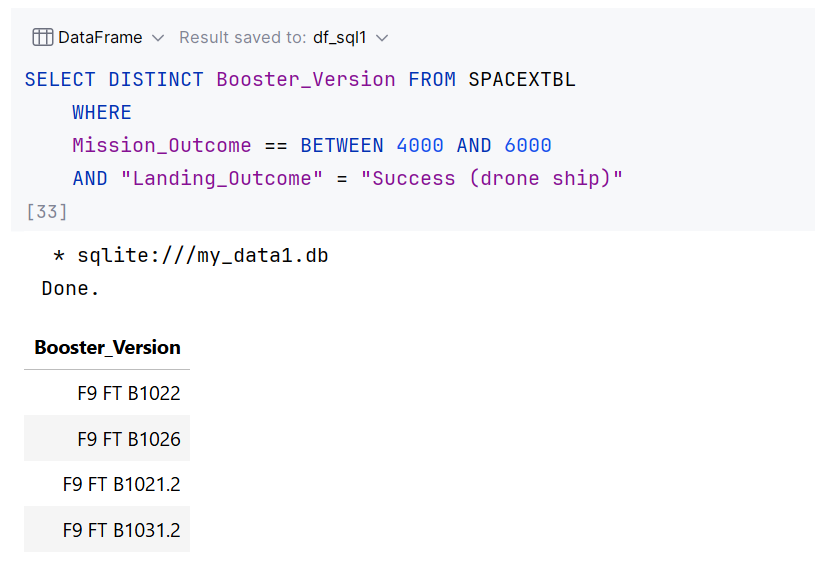 DataFrame Result saved to: df_sql1
SELECT DISTINCT Booster_Version FROM SPACEXTBL
WHERE
Mission_Outcome == BETWEEN 4000 AND 6000
AND "Landing_Outcome" = "Success (drone ship)"
[33]
* sqlite:///my_data1.db
Done.
Booster_Version
F9 FT B1022
F9 FT B1026
F9 FT B1021.2
F9 FT B1031.2